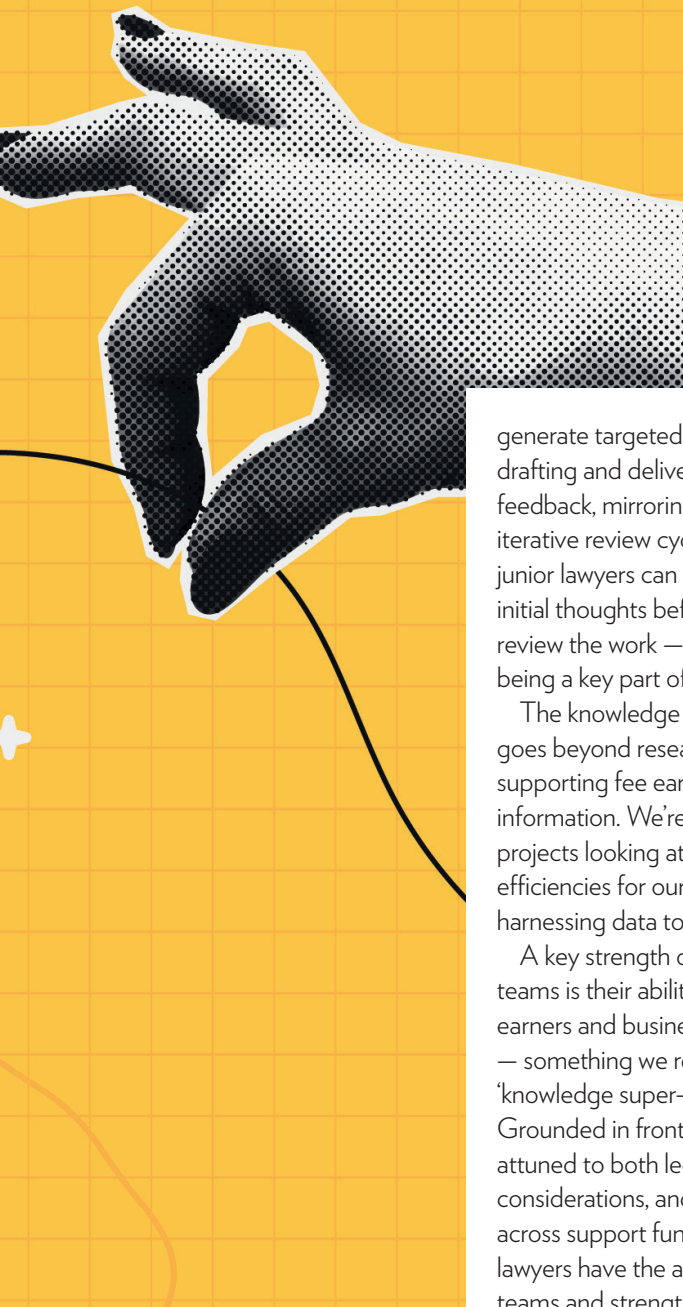 generate targeted
drafting and delive
feedback, mirrorin
iterative review cyc
junior lawyers can
initial thoughts bef
review the work —
being a key part of
The knowledge
goes beyond resea
supporting fee ear
information. We're
projects looking at
efficiencies for our
harnessing data to
A key strength o
teams is their abilit
earners and busine
— something we re
'knowledge super-
Grounded in front
attuned to both le
considerations, and
across support fun
lawyers have the a
teams and strength